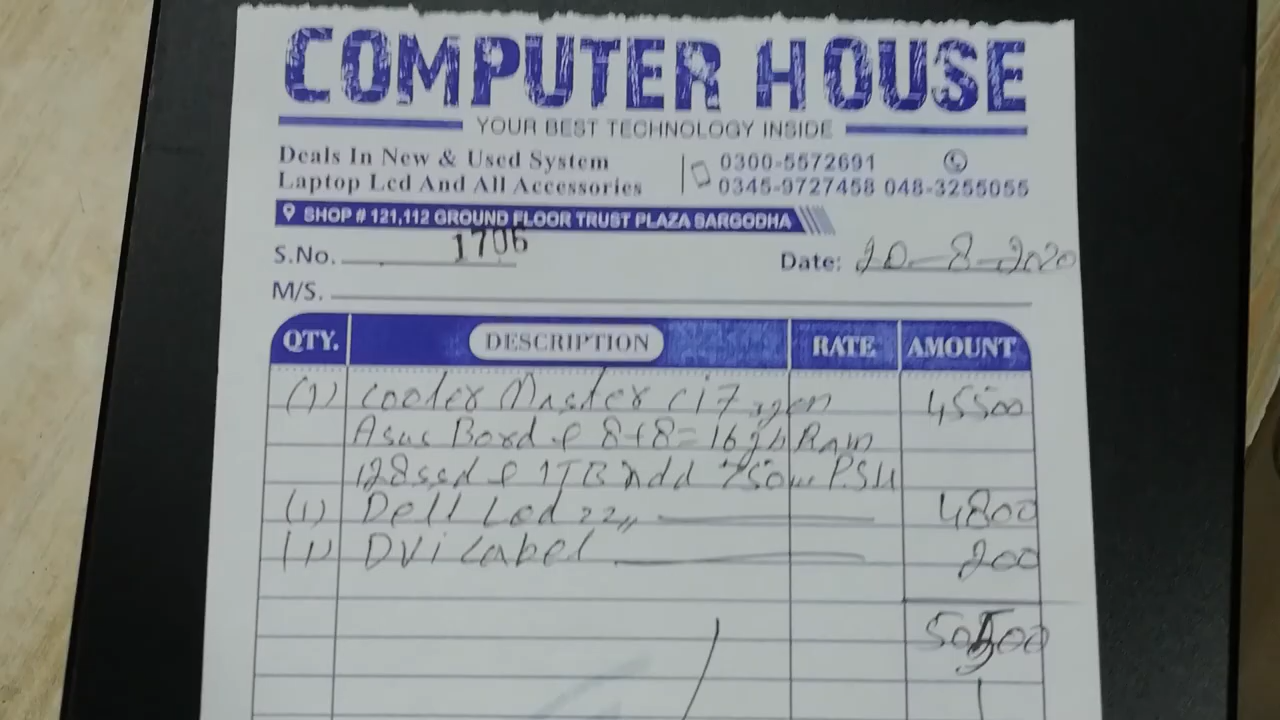 COMPUTER HOUSE
YOUR BEST TECHNOLOGY INSIDE
Deals In New & Used System
Laptop Lcd And All Accessories
0300-5572691
0345-9727458 048-3255055
SHOP # 121,112 GROUND FLOOR TRUST PLAZA SARGODHA
S.No. 1706 Date: 20-8-2020
M/S.
QTY. DESCRIPTION RATE AMOUNT
(1) Cooler Master Ci7 gen 45500
Asus Bord & 8+8=16gb Ram
128ssd & 1TB Hdd 750w PSU
(1) Dell Lcd 22" 4800
(1) DVi Cabel 200
50500